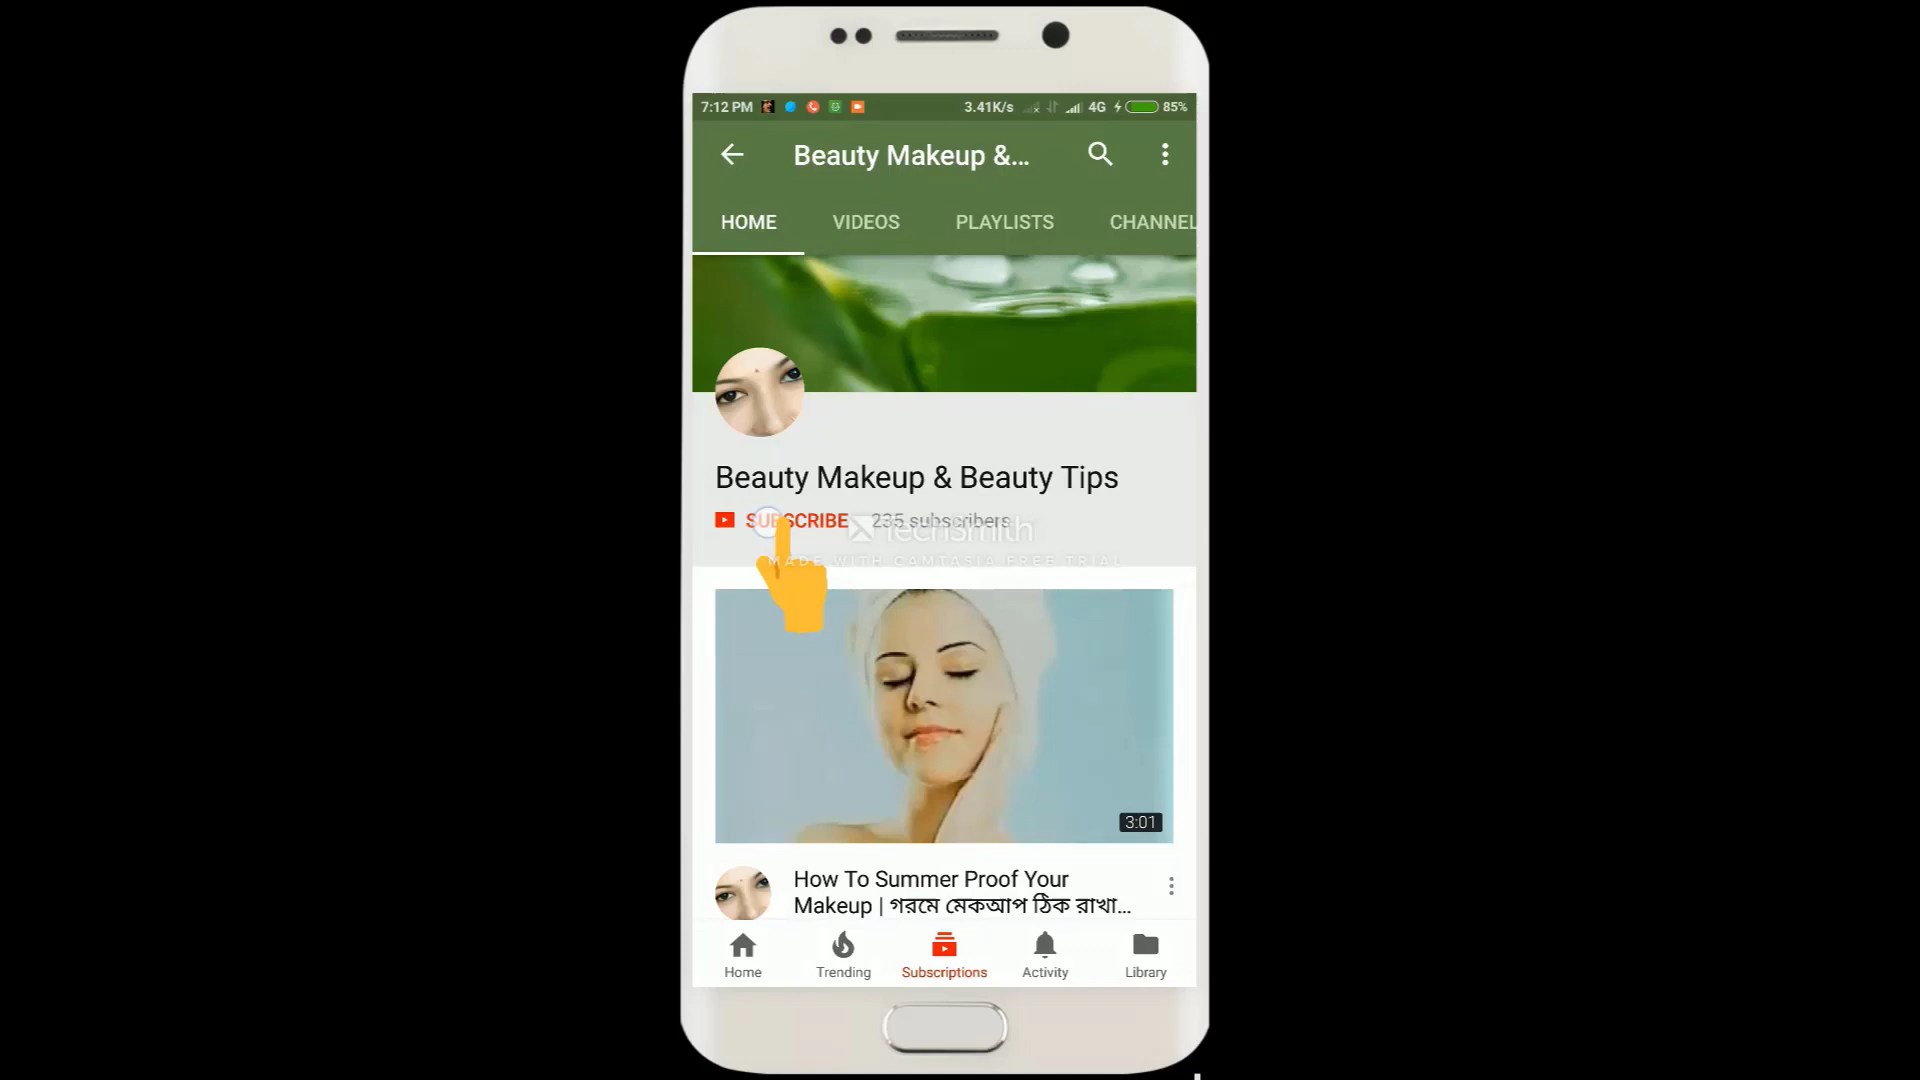 7:12 PM 3.41K/s 4G 85%
Beauty Makeup &...
HOME VIDEOS PLAYLISTS CHANNEL
Beauty Makeup & Beauty Tips
SUBSCRIBE 235 subscribers
TechSmith
MADE WITH CAMTASIA FREE TRIAL
3:01
How To Summer Proof Your
Makeup | গরমে মেকআপ ঠিক রাখা...
Home Trending Subscriptions Activity Library